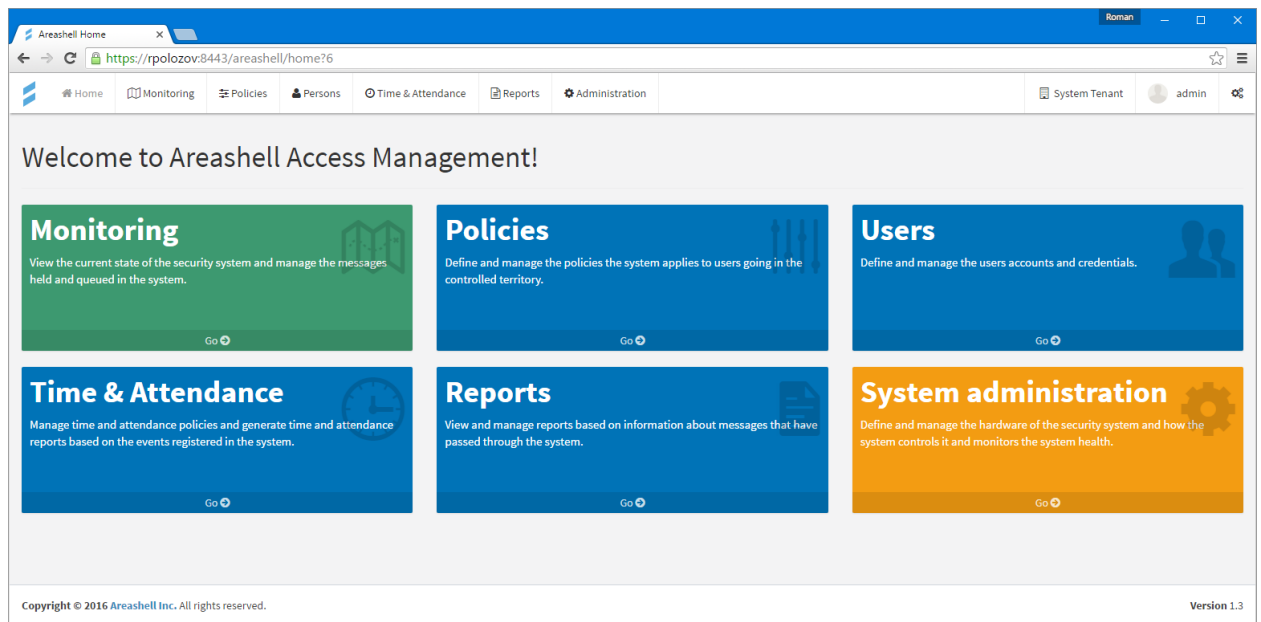 Roman
Areashell Home
https://rpolozov:8443/areashell/home?6
Home Monitoring Policies Persons Time & Attendance Reports Administration System Tenant admin
Welcome to Areashell Access Management!
Monitoring
View the current state of the security system and manage the messages
held and queued in the system.
Go
Policies
Define and manage the policies the system applies to users going in the
controlled territory.
Go
Users
Define and manage the users accounts and credentials.
Go
Time & Attendance
Manage time and attendance policies and generate time and attendance
reports based on the events registered in the system.
Go
Reports
View and manage reports based on information about messages that have
passed through the system.
Go
System administration
Define and manage the hardware of the security system and how the
system controls it and monitors the system health.
Go
Copyright © 2016 Areashell Inc. All rights reserved.
Version 1.3